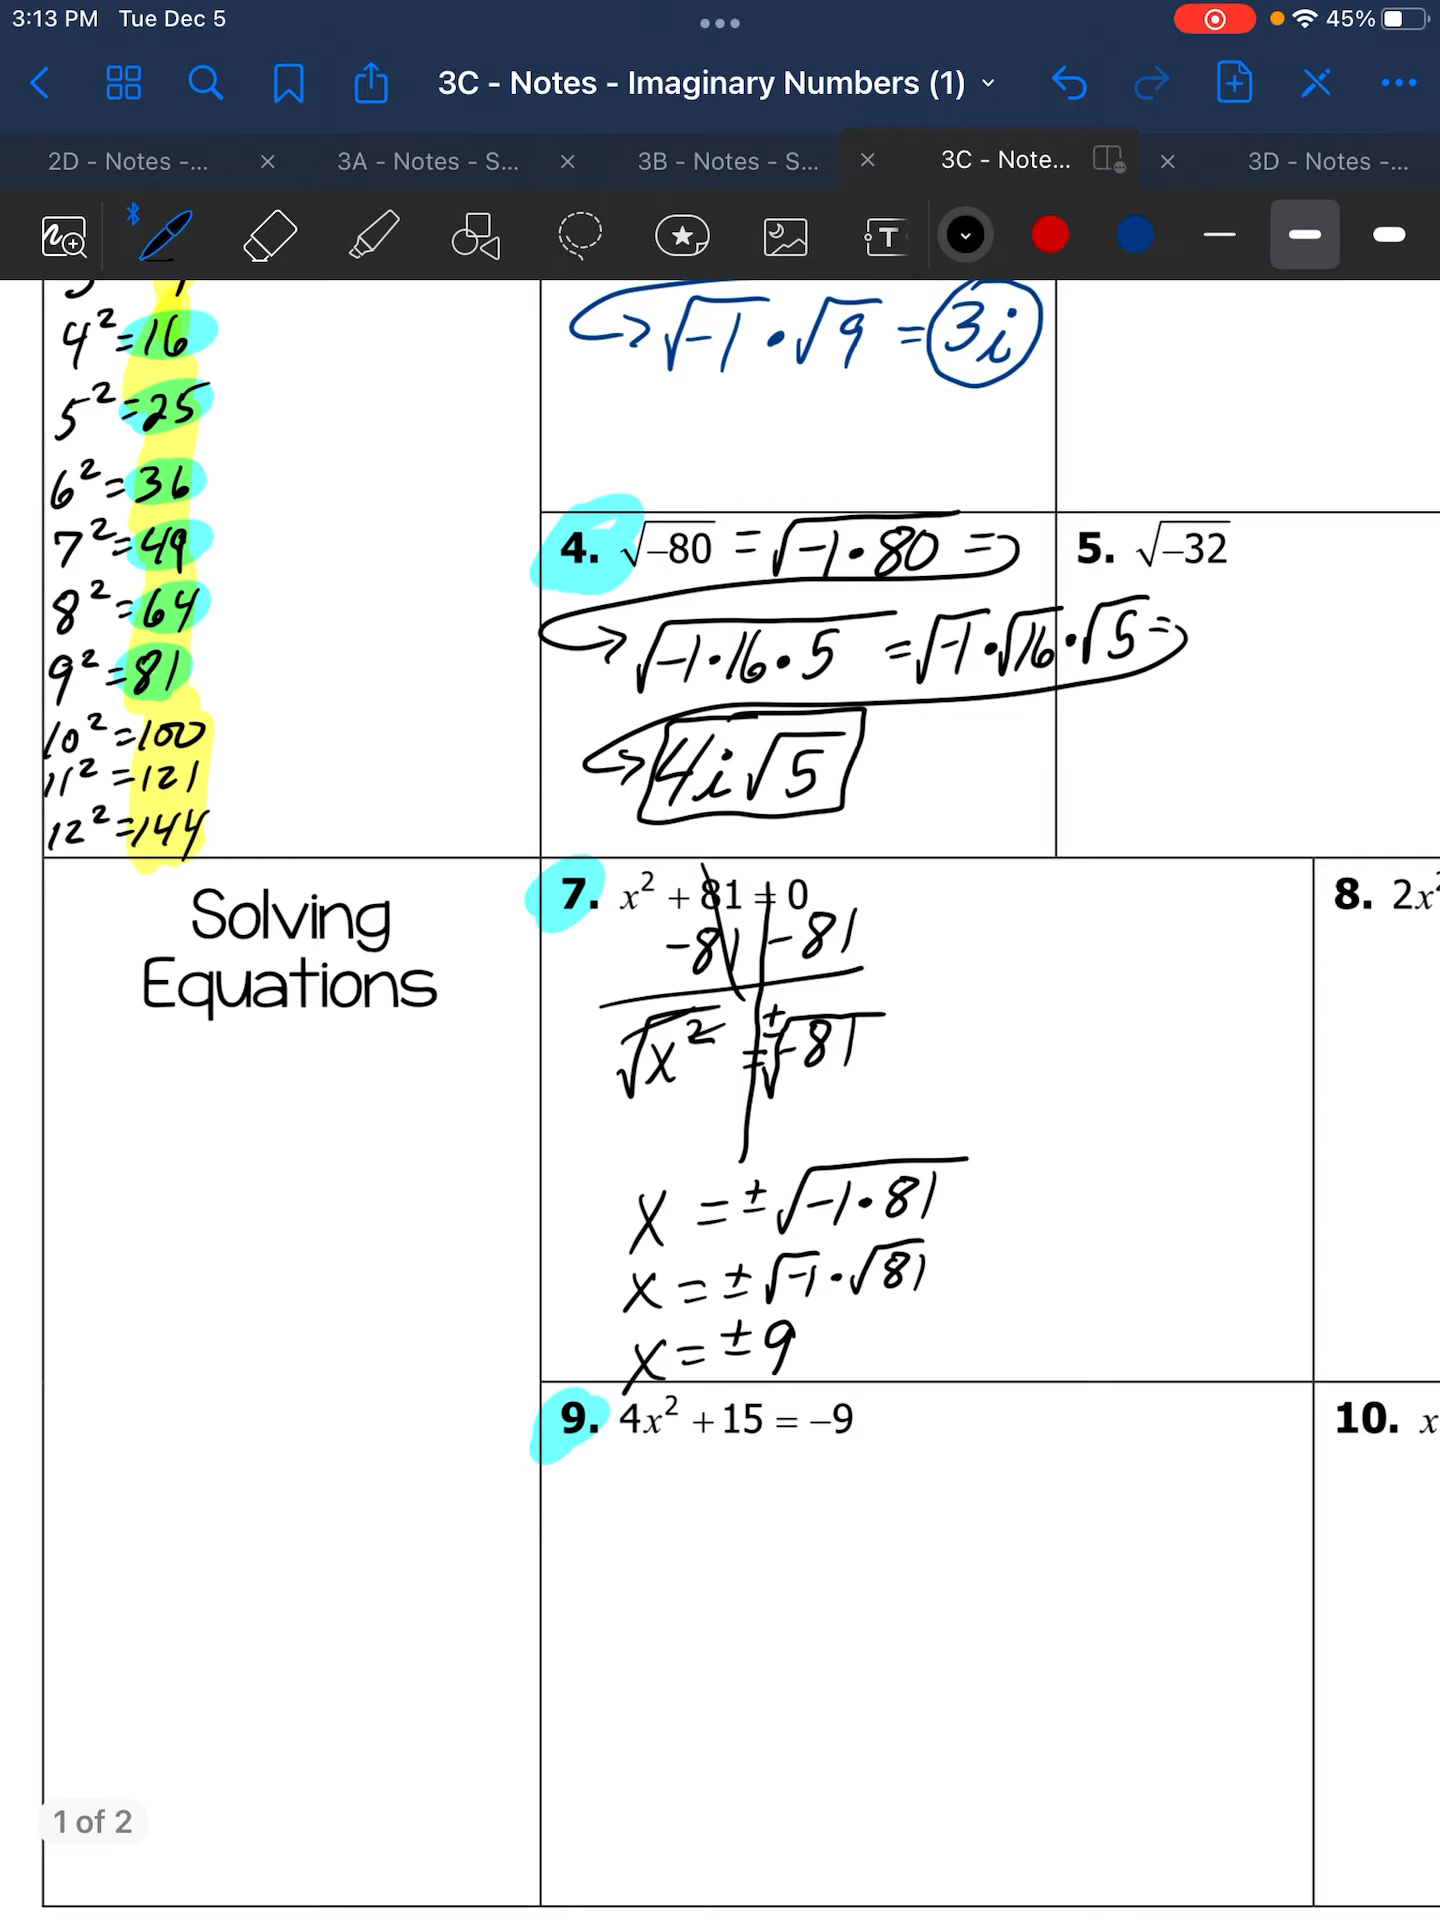 3:13 PM Tue Dec 5
45%
3C - Notes - Imaginary Numbers (1)
2D - Notes -...
3A - Notes - S...
3B - Notes - S...
3C - Note...
3D - Notes -...
T
4² = 16
5² = 25
6² = 36
7² = 49
8² = 64
9² = 81
10² = 100
11² = 121
12² = 144
√-1 • √9 = 3i
4. √-80 = √-1 • 80 =
√-1 • 16 • 5 = √-1 • √16 • √5 =
4i√5
5. √-32
Solving
Equations
7. x² + 81 = 0
-81 -81
√x² = ±√-81
x = ±√-1 • 81
x = ±√-1 • √81
x = ±9
8. 2x²
9. 4x² + 15 = -9
10. x
1 of 2